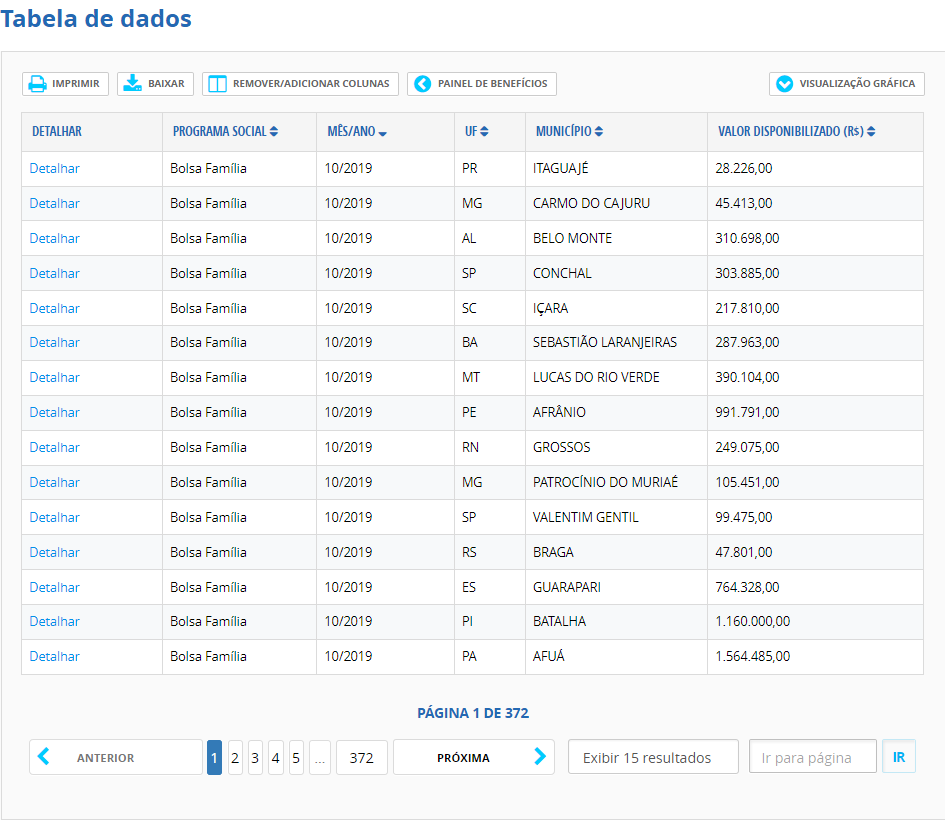 Tabela de dados
IMPRIMIR BAIXAR REMOVER/ADICIONAR COLUNAS PAINEL DE BENEFÍCIOS VISUALIZAÇÃO GRÁFICA
DETALHAR PROGRAMA SOCIAL MÊS/ANO UF MUNICÍPIO VALOR DISPONIBILIZADO (R$)
Detalhar Bolsa Família 10/2019 PR ITAGUAJÉ 28.226,00
Detalhar Bolsa Família 10/2019 MG CARMO DO CAJURU 45.413,00
Detalhar Bolsa Família 10/2019 AL BELO MONTE 310.698,00
Detalhar Bolsa Família 10/2019 SP CONCHAL 303.885,00
Detalhar Bolsa Família 10/2019 SC IÇARA 217.810,00
Detalhar Bolsa Família 10/2019 BA SEBASTIÃO LARANJEIRAS 287.963,00
Detalhar Bolsa Família 10/2019 MT LUCAS DO RIO VERDE 390.104,00
Detalhar Bolsa Família 10/2019 PE AFRÂNIO 991.791,00
Detalhar Bolsa Família 10/2019 RN GROSSOS 249.075,00
Detalhar Bolsa Família 10/2019 MG PATROCÍNIO DO MURIAÉ 105.451,00
Detalhar Bolsa Família 10/2019 SP VALENTIM GENTIL 99.475,00
Detalhar Bolsa Família 10/2019 RS BRAGA 47.801,00
Detalhar Bolsa Família 10/2019 ES GUARAPARI 764.328,00
Detalhar Bolsa Família 10/2019 PI BATALHA 1.160.000,00
Detalhar Bolsa Família 10/2019 PA AFUÁ 1.564.485,00
PÁGINA 1 DE 372
ANTERIOR 1 2 3 4 5 ... 372 PRÓXIMA Exibir 15 resultados Ir para página IR